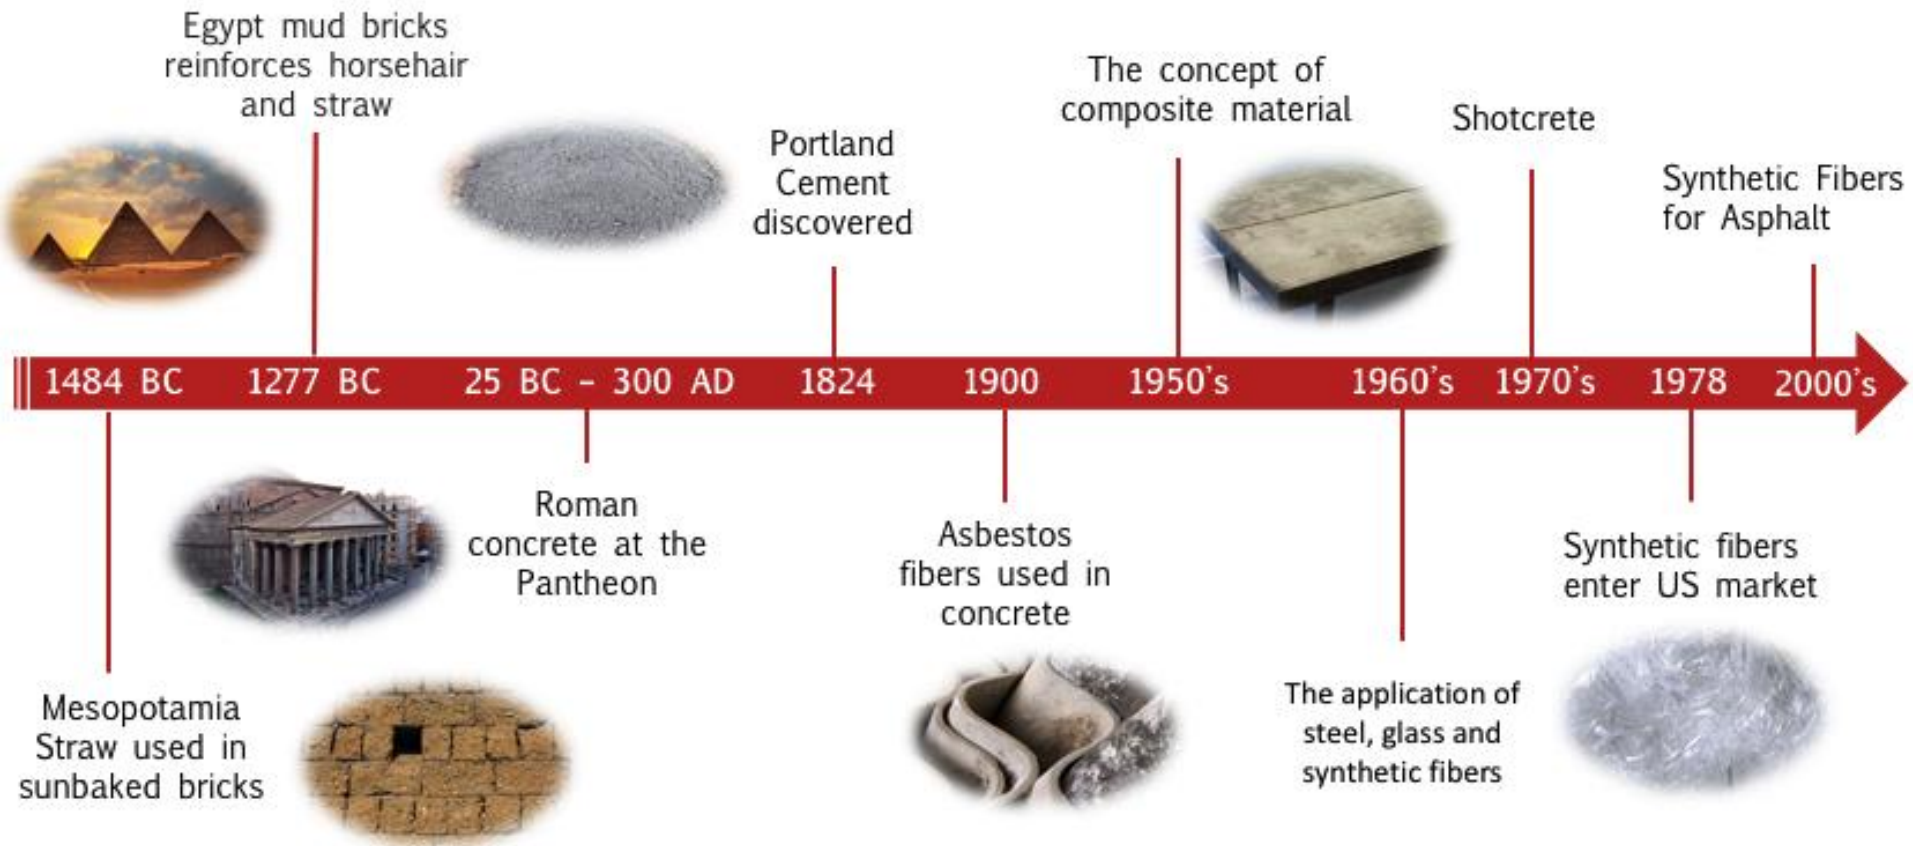 Egypt mud bricks
reinforces horsehair
and straw
Portland
Cement
discovered
The concept of
composite material
Shotcrete
Synthetic Fibers
for Asphalt
1484 BC
1277 BC
25 BC – 300 AD
1824
1900
1950's
1960's
1970's
1978
2000's
Mesopotamia
Straw used in
sunbaked bricks
Roman
concrete at the
Pantheon
Asbestos
fibers used in
concrete
The application of
steel, glass and
synthetic fibers
Synthetic fibers
enter US market